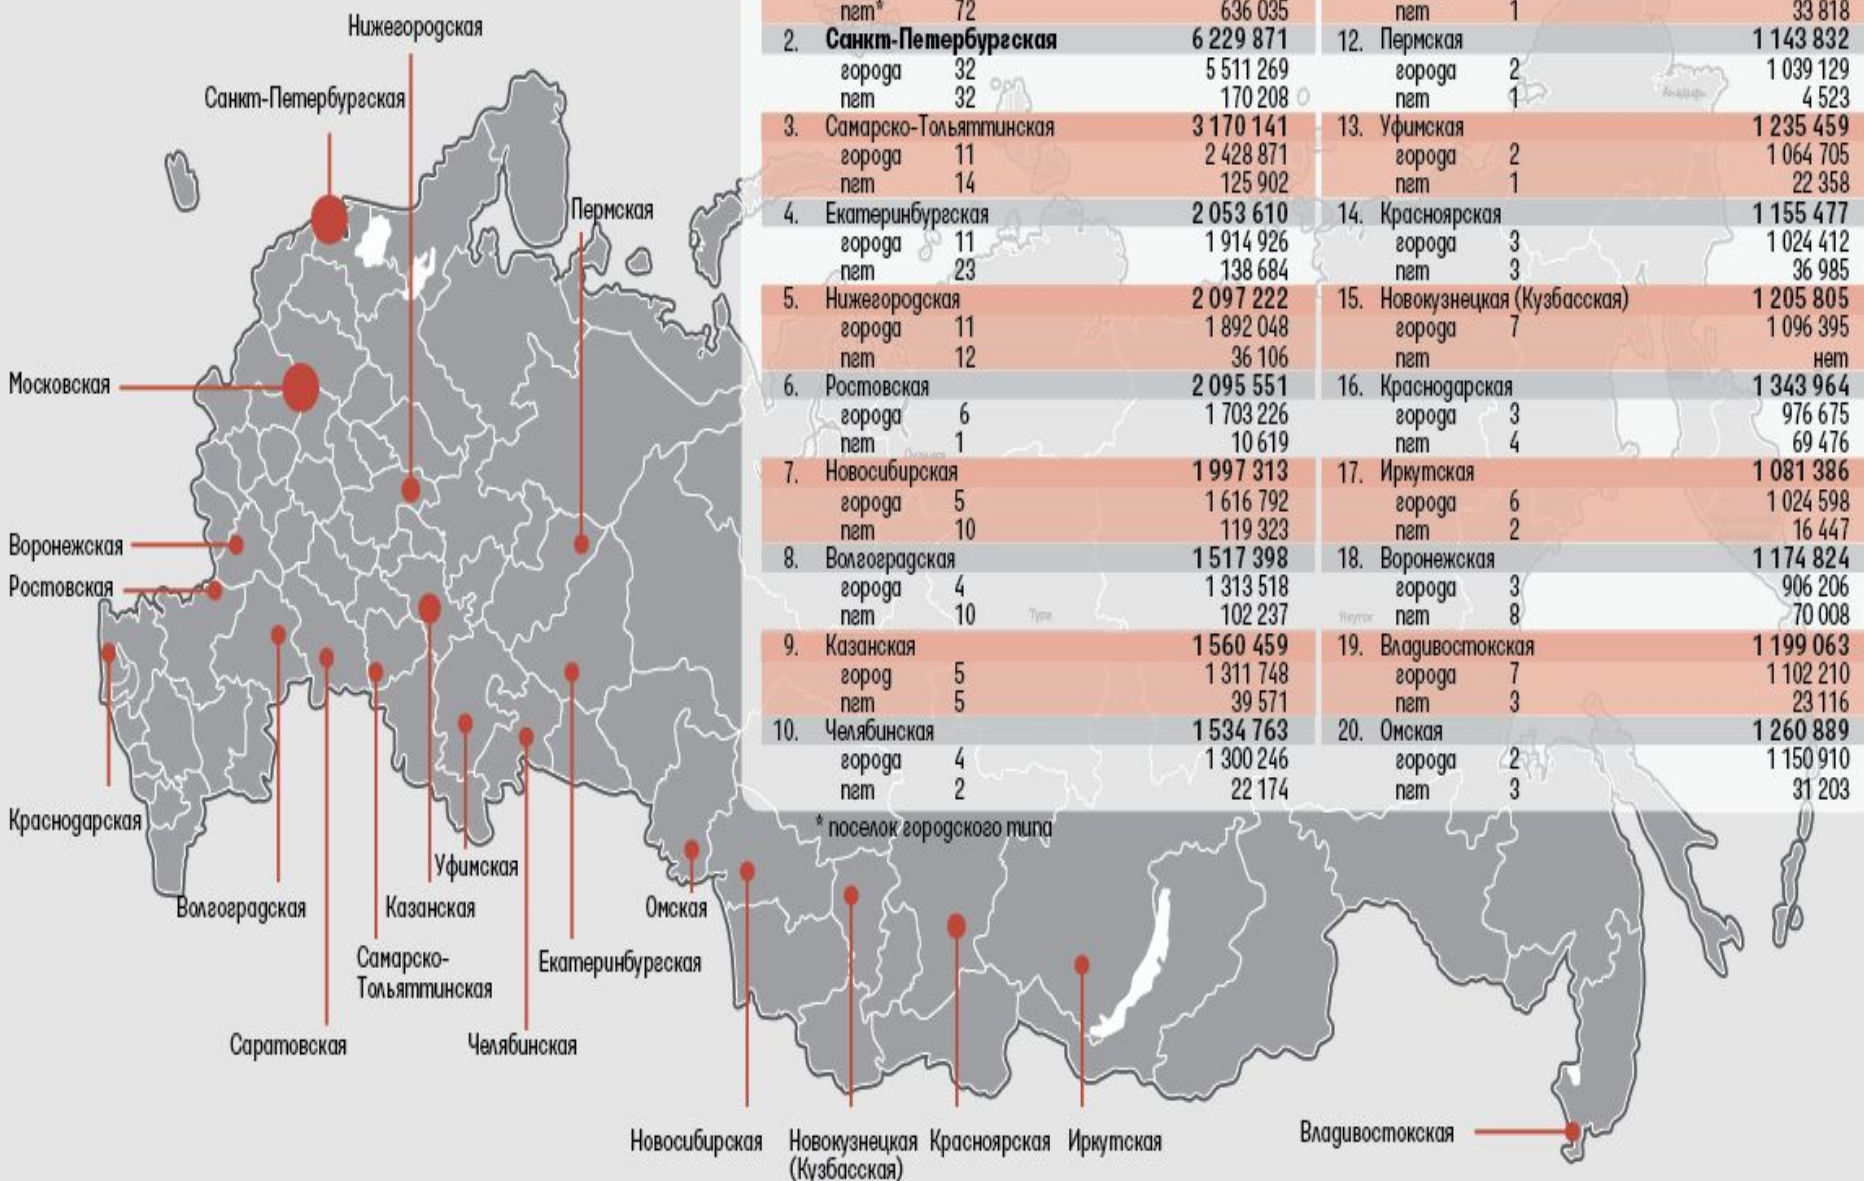 пгт* 72 636 035
2. Санкт-Петербургская 6 229 871
города 32 5 511 269
пгт 32 170 208
3. Самарско-Тольяттинская 3 170 141
города 11 2 428 871
пгт 14 125 902
4. Екатеринбургская 2 053 610
города 11 1 914 926
пгт 23 138 684
5. Нижегородская 2 097 222
города 11 1 892 048
пгт 12 36 106
6. Ростовская 2 095 551
города 6 1 703 226
пгт 1 10 619
7. Новосибирская 1 997 313
города 5 1 616 792
пгт 10 119 323
8. Волгоградская 1 517 398
города 4 1 313 518
пгт 10 102 237
9. Казанская 1 560 459
город 5 1 311 748
пгт 5 39 571
10. Челябинская 1 534 763
города 4 1 300 246
пгт 2 22 174
* поселок городского типа
пгт 1 33 818
12. Пермская 1 143 832
города 2 1 039 129
пгт 1 4 523
13. Уфимская 1 235 459
города 2 1 064 705
пгт 1 22 358
14. Красноярская 1 155 477
города 3 1 024 412
пгт 3 36 985
15. Новокузнецкая (Кузбасская) 1 205 805
города 7 1 096 395
пгт нет
16. Краснодарская 1 343 964
города 3 976 675
пгт 4 69 476
17. Иркутская 1 081 386
города 6 1 024 598
пгт 2 16 447
18. Воронежская 1 174 824
города 3 906 206
пгт 8 70 008
19. Владивостокская 1 199 063
города 7 1 102 210
пгт 3 23 116
20. Омская 1 260 889
города 2 1 150 910
пгт 3 31 203
Анадырь
Тура
Якутск
Нижегородская
Санкт-Петербургская
Пермская
Московская
Воронежская
Ростовская
Краснодарская
Уфимская
Волгоградская
Казанская
Омская
Самарско-
Тольяттинская
Екатеринбургская
Саратовская
Челябинская
Новосибирская
Новокузнецкая
(Кузбасская)
Красноярская
Иркутская
Владивостокская